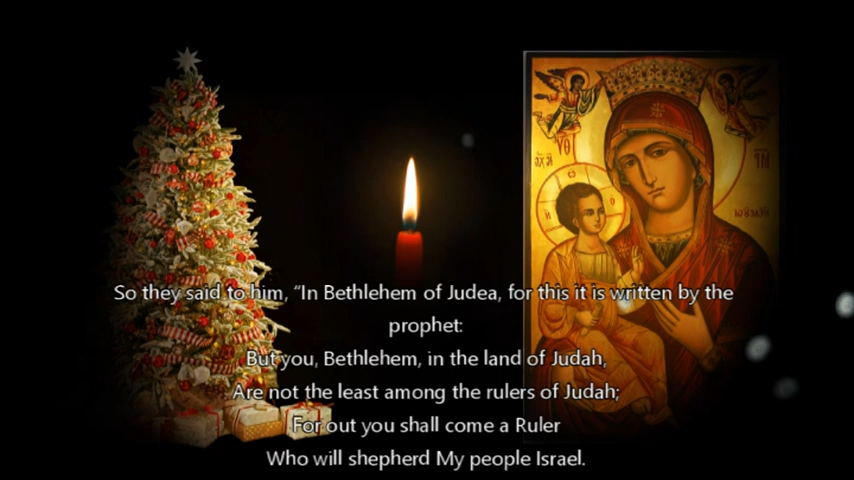 So they said to him, “In Bethlehem of Judea, for this it is written by the
prophet:
But you, Bethlehem, in the land of Judah,
Are not the least among the rulers of Judah;
For out you shall come a Ruler
Who will shepherd My people Israel.